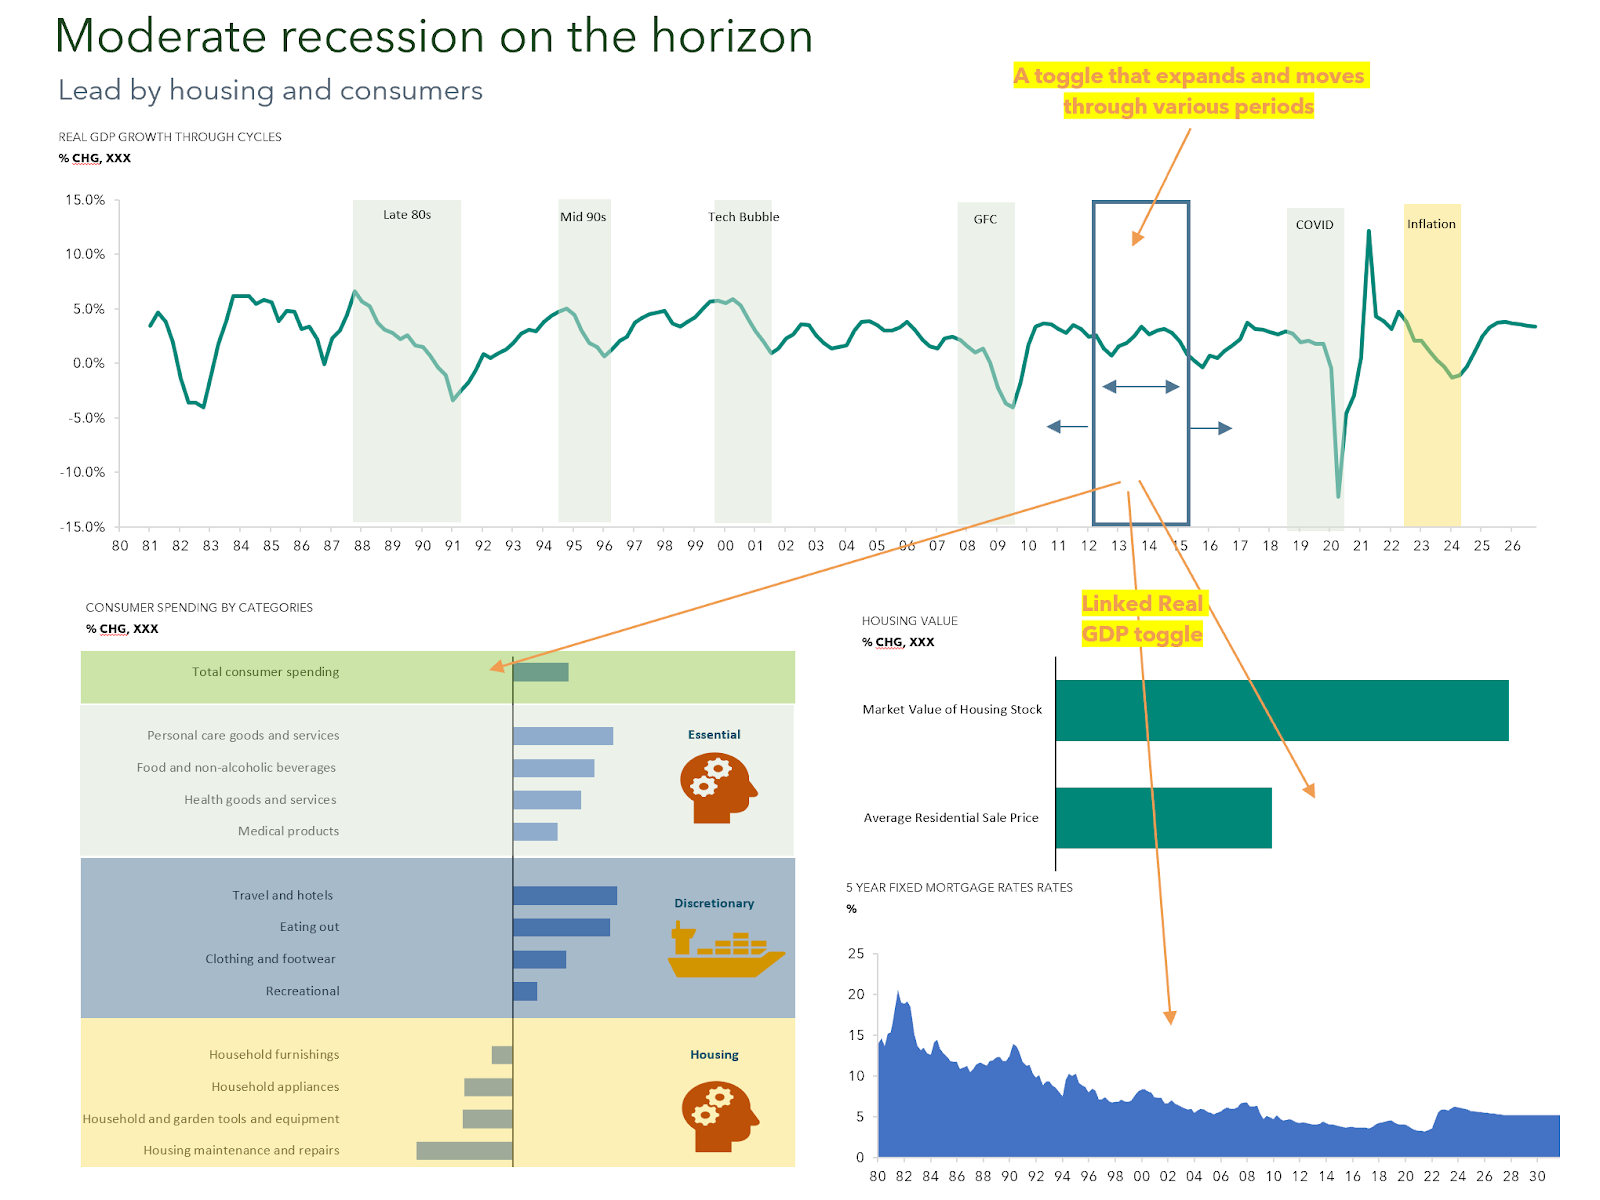 Moderate recession on the horizon
Lead by housing and consumers
A toggle that expands and moves
through various periods
REAL GDP GROWTH THROUGH CYCLES
% CHG, XXX
15.0%
10.0%
5.0%
0.0%
-5.0%
-10.0%
-15.0%
Late 80s
Mid 90s
Tech Bubble
GFC
COVID
Inflation
80 81 82 83 84 85 86 87 88 89 90 91 92 93 94 95 96 97 98 99 00 01 02 03 04 05 06 07 08 09 10 11 12 13 14 15 16 17 18 19 20 21 22 23 24 25 26
CONSUMER SPENDING BY CATEGORIES
% CHG, XXX
Total consumer spending
Personal care goods and services
Food and non-alcoholic beverages
Health goods and services
Medical products
Essential
Travel and hotels
Eating out
Clothing and footwear
Recreational
Discretionary
Household furnishings
Household appliances
Household and garden tools and equipment
Housing maintenance and repairs
Housing
Linked Real
GDP toggle
HOUSING VALUE
% CHG, XXX
Market Value of Housing Stock
Average Residential Sale Price
5 YEAR FIXED MORTGAGE RATES RATES
%
25
20
15
10
5
0
80 82 84 86 88 90 92 94 96 98 00 02 04 06 08 10 12 14 16 18 20 22 24 26 28 30